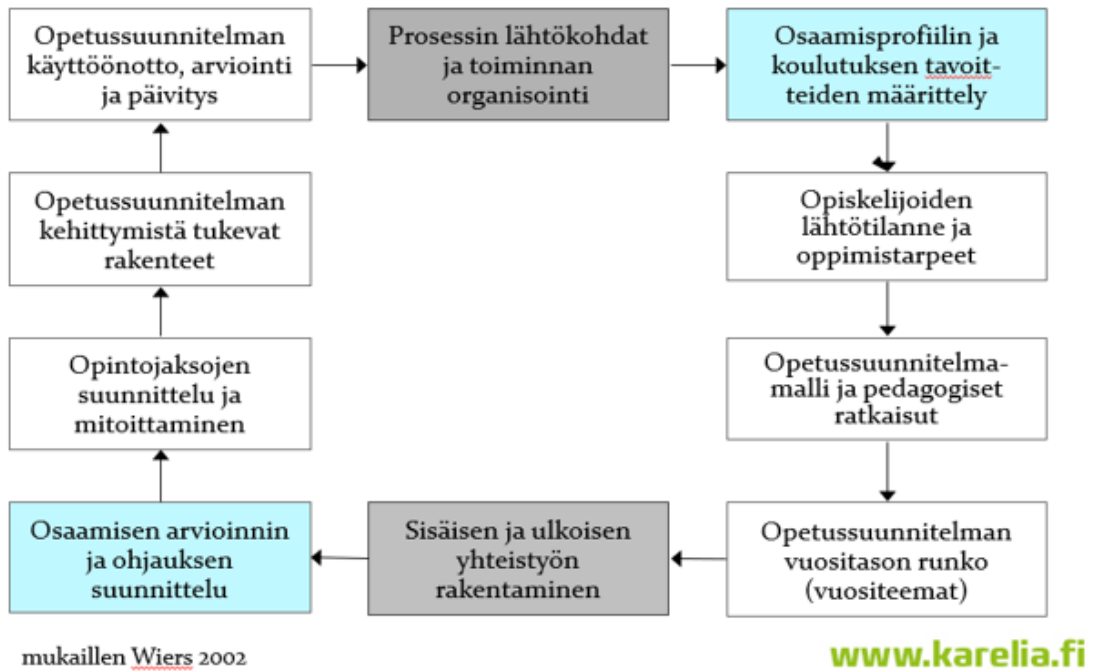 Opetussuunnitelman
käyttöönotto, arviointi
ja päivitys
Prosessin lähtökohdat
ja toiminnan
organisointi
Osaamisprofiilin ja
koulutuksen tavoit-
teiden määrittely
Opetussuunnitelman
kehittymistä tukevat
rakenteet
Opiskelijoiden
lähtötilanne ja
oppimistarpeet
Opintojaksojen
suunnittelu ja
mitoittaminen
Opetussuunnitelma-
malli ja pedagogiset
ratkaisut
Osaamisen arvioinnin
ja ohjauksen
suunnittelu
Sisäisen ja ulkoisen
yhteistyön
rakentaminen
Opetussuunnitelman
vuositason runko
(vuositeemat)
mukaillen Wiers 2002
www.karelia.fi